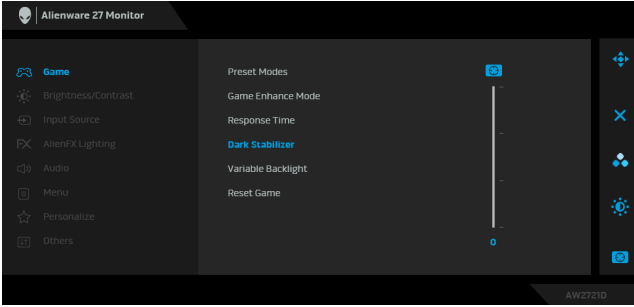 Alienware 27 Monitor
Game
Brightness/Contrast
Input Source
AlienFX Lighting
Audio
Menu
Personalize
Others
Preset Modes
Game Enhance Mode
Response Time
Dark Stabilizer
Variable Backlight
Reset Game
0
AW2721D